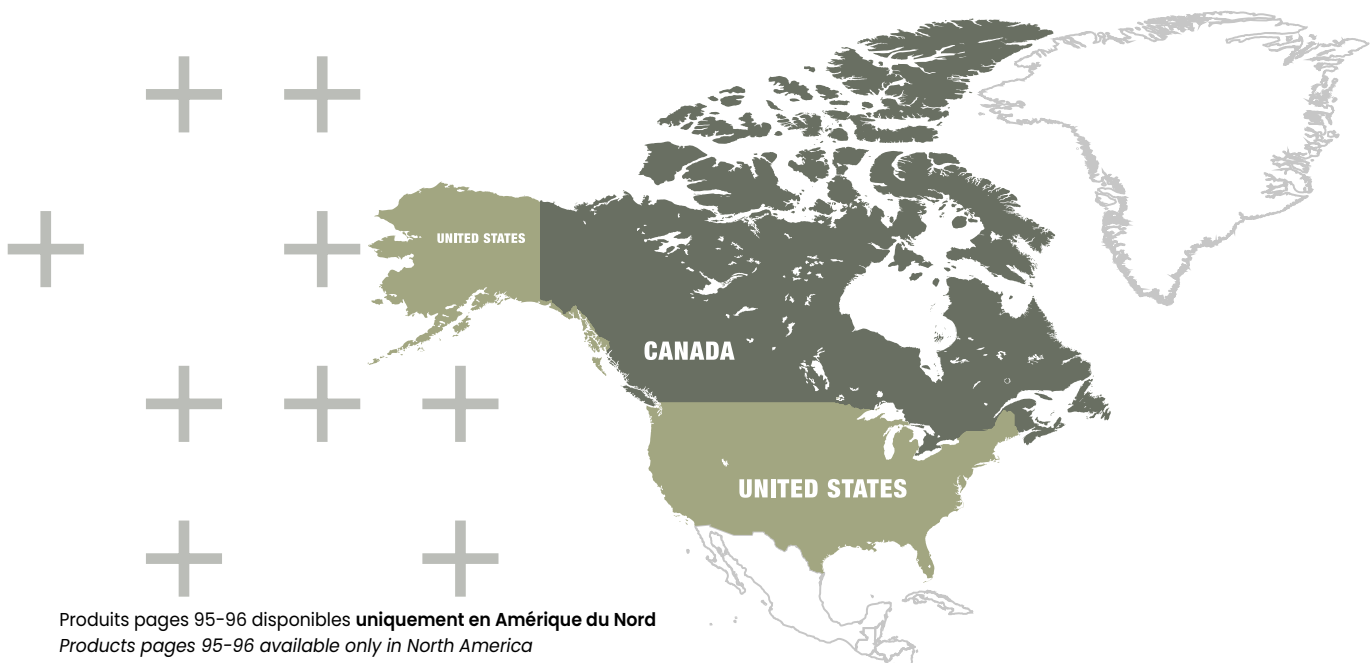 UNITED STATES
CANADA
UNITED STATES
Produits pages 95-96 disponibles uniquement en Amérique du Nord
Products pages 95-96 available only in North America